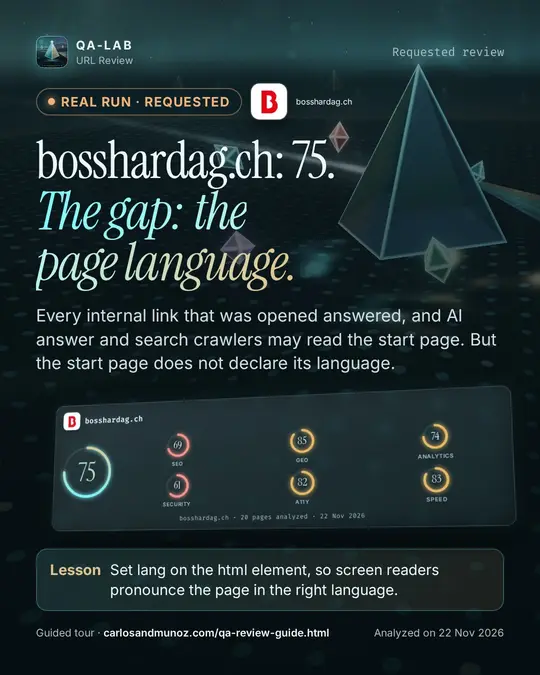 QA-LAB
URL Review
Requested review
REAL RUN · REQUESTED
B
bosshardag.ch
bosshardag.ch: 75.
The gap: the
page language.
Every internal link that was opened answered, and AI
answer and search crawlers may read the start page. But
the start page does not declare its language.
B
bosshardag.ch
75
69
SEO
85
GEO
74
ANALYTICS
61
SECURITY
82
A11Y
83
SPEED
bosshardag.ch · 20 pages analyzed · 22 Nov 2026
Lesson
Set lang on the html element, so screen readers
pronounce the page in the right language.
Guided tour · carlosandmunoz.com/qa-review-guide.html
Analyzed on 22 Nov 2026